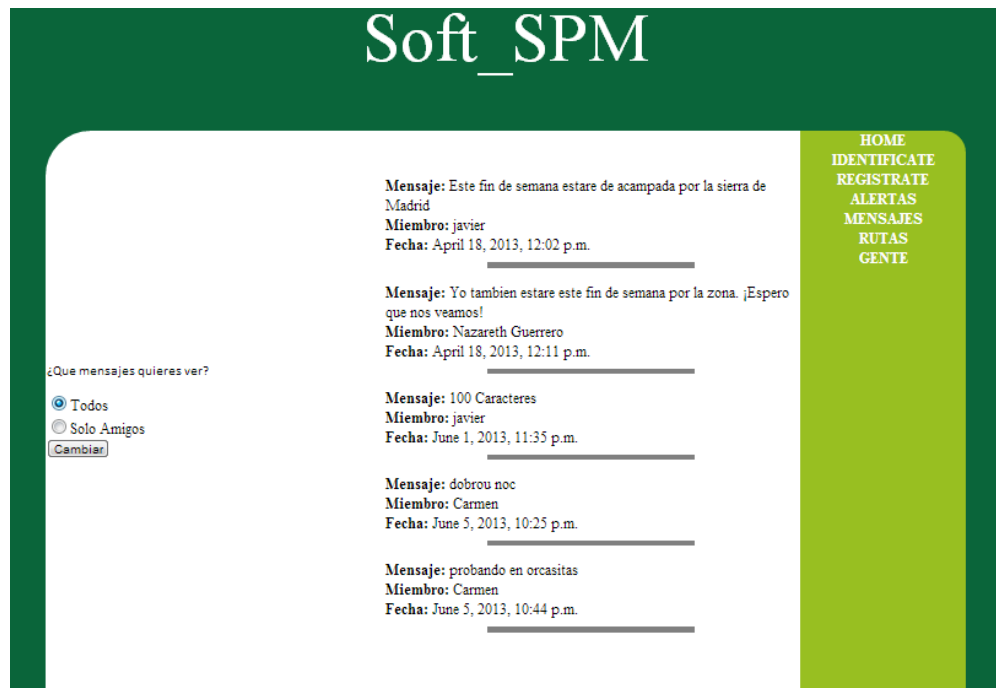 Soft_SPM
HOME
IDENTIFICATE
REGISTRATE
ALERTAS
MENSAJES
RUTAS
GENTE
¿Que mensajes quieres ver?
Todos
Solo Amigos
Cambiar
Mensaje: Este fin de semana estare de acampada por la sierra de
Madrid
Miembro: javier
Fecha: April 18, 2013, 12:02 p.m.
Mensaje: Yo tambien estare este fin de semana por la zona. ¡Espero
que nos veamos!
Miembro: Nazareth Guerrero
Fecha: April 18, 2013, 12:11 p.m.
Mensaje: 100 Caracteres
Miembro: javier
Fecha: June 1, 2013, 11:35 p.m.
Mensaje: dobrou noc
Miembro: Carmen
Fecha: June 5, 2013, 10:25 p.m.
Mensaje: probando en orcasitas
Miembro: Carmen
Fecha: June 5, 2013, 10:44 p.m.